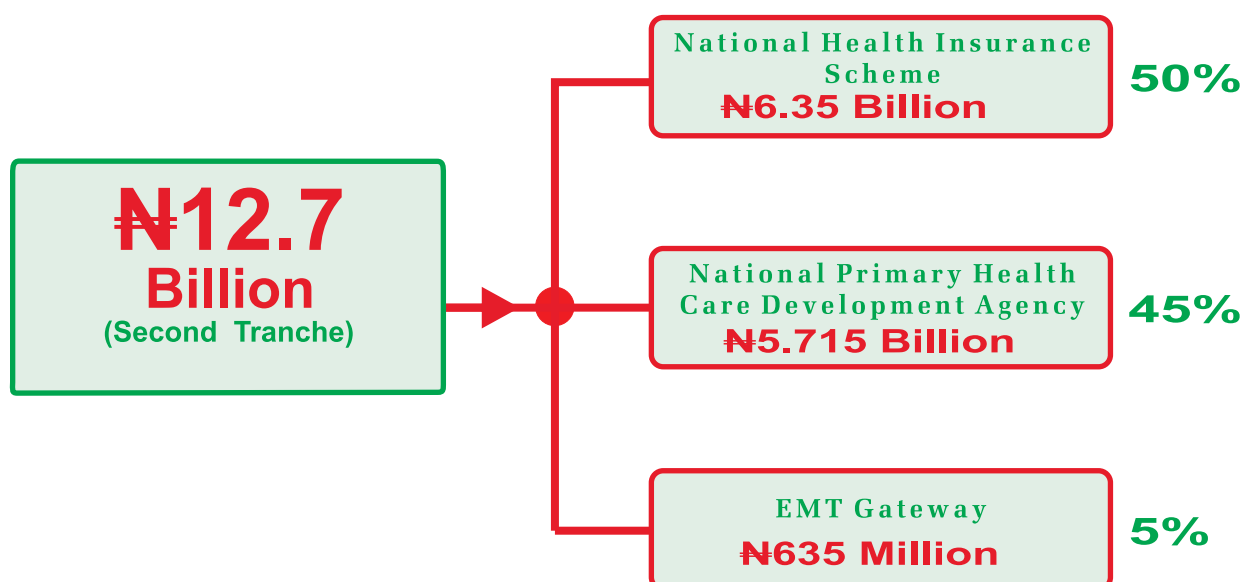 ₦12.7
Billion
(Second Tranche)
National Health Insurance
Scheme
₦6.35 Billion
50%
National Primary Health
Care Development Agency
₦5.715 Billion
45%
EMT Gateway
₦635 Million
5%